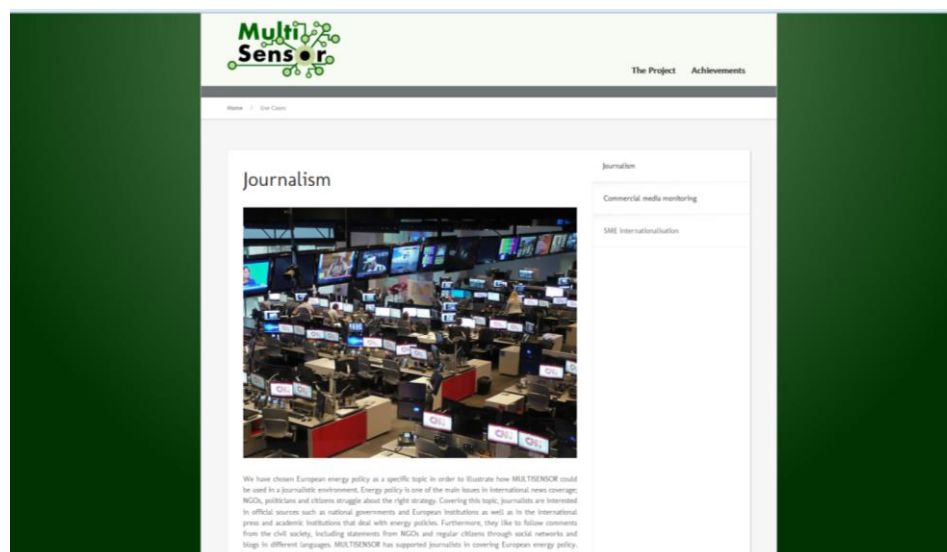 Multi
Sensor
The Project Achievements
Home / Use Cases
Journalism
Journalism
Commercial media monitoring
SME Internationalisation
We have chosen European energy policy as a specific topic in order to illustrate how MULTISENSOR could
be used in a journalistic environment. Energy policy is one of the main issues in international news coverage;
NGOs, politicians and citizens struggle about the right strategy. Covering this topic, journalists are interested
in official sources such as national governments and European Institutions as well as in the international
press and academic institutions that deal with energy policies. Furthermore, they like to follow comments
from the civil society, including statements from NGOs and regular citizens through social networks and
blogs in different languages. MULTISENSOR has supported journalists in covering European energy policy.